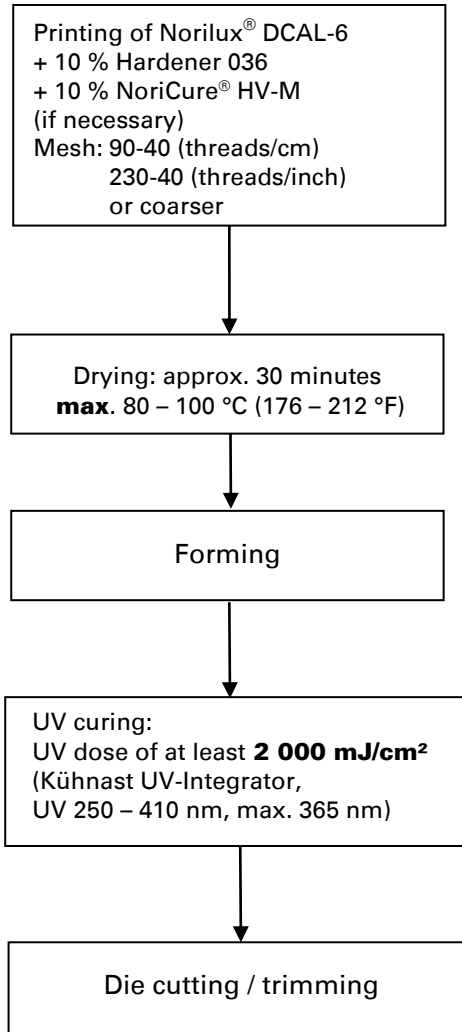 Printing of Norilux® DCAL-6
+ 10 % Hardener 036
+ 10 % NoriCure® HV-M
(if necessary)
Mesh: 90-40 (threads/cm)
230-40 (threads/inch)
or coarser
Drying: approx. 30 minutes
max. 80 – 100 °C (176 – 212 °F)
Forming
UV curing:
UV dose of at least 2 000 mJ/cm²
(Kühnast UV-Integrator,
UV 250 – 410 nm, max. 365 nm)
Die cutting / trimming